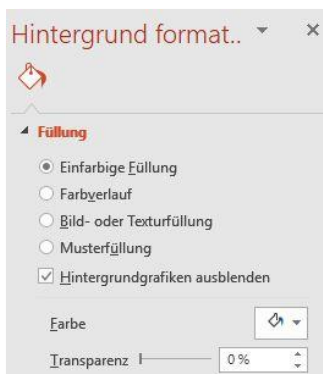 Hintergrund format..
Füllung
Einfarbige Füllung
Farbverlauf
Bild- oder Texturfüllung
Musterfüllung
Hintergrundgrafiken ausblenden
Farbe
Transparenz 0 %